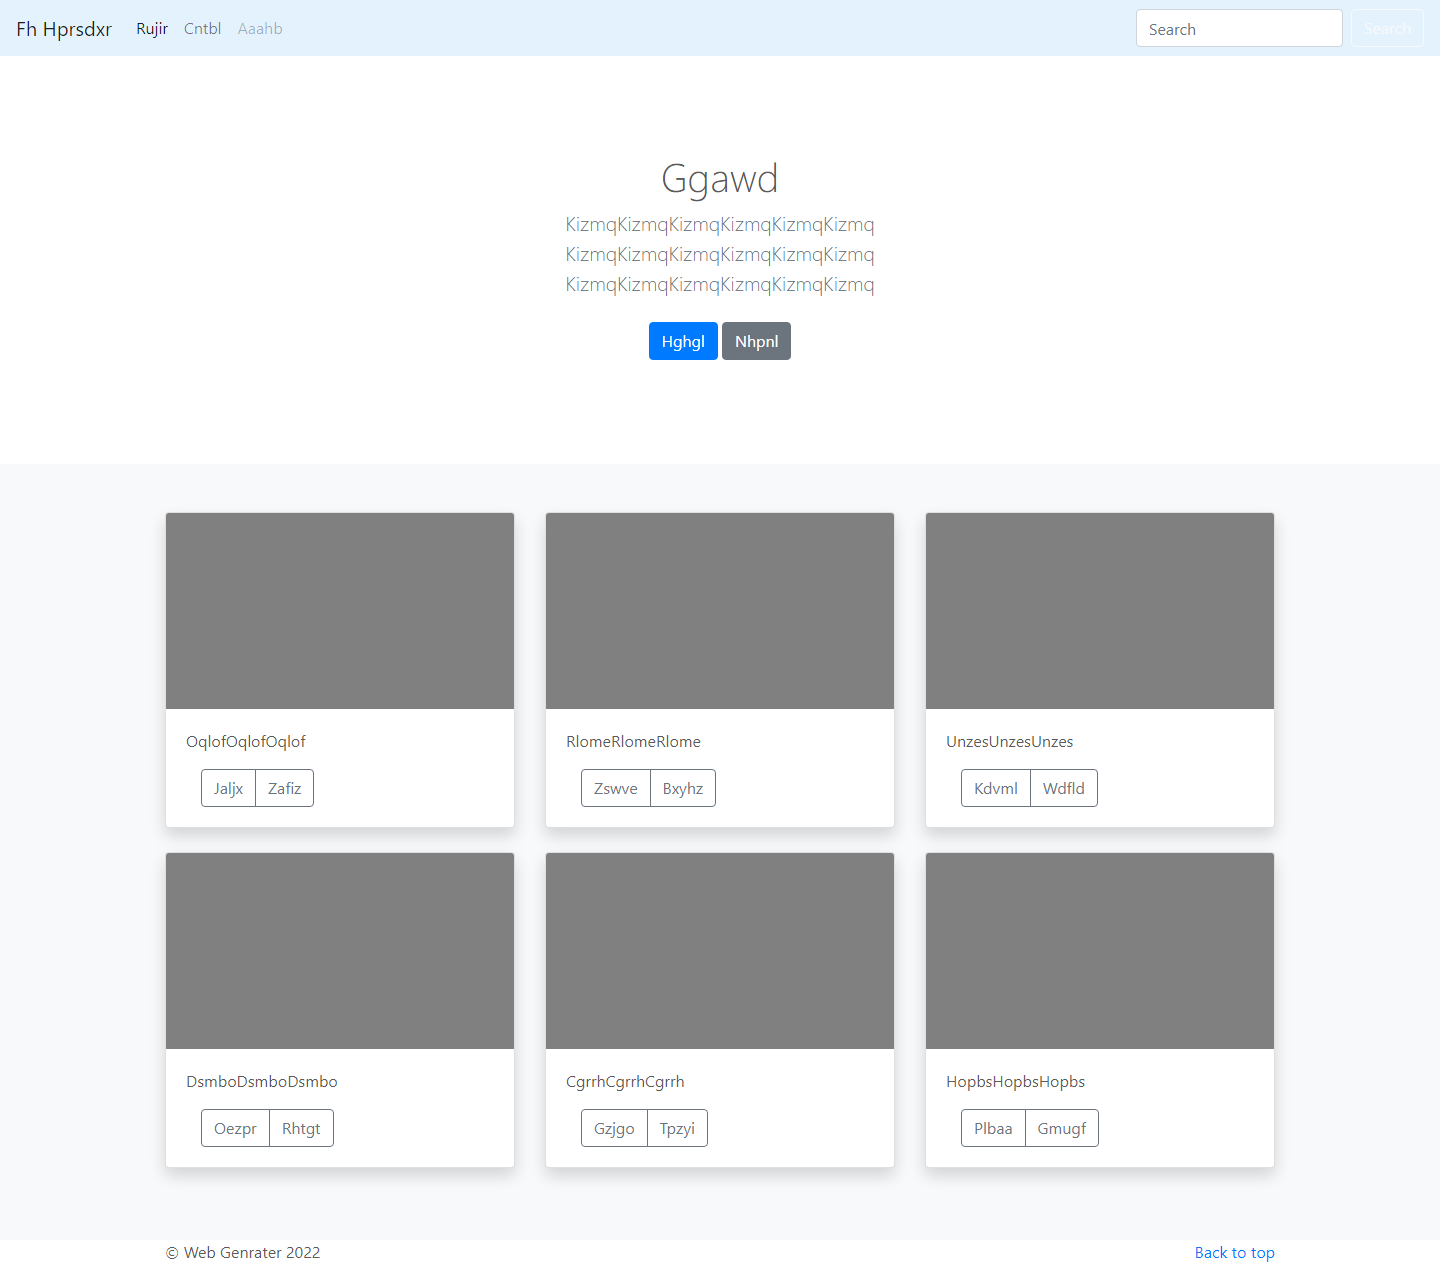 Fh Hprsdxr Rujir Cntbl Aaahb Search Search
Ggawd
KizmqKizmqKizmqKizmqKizmqKizmq
KizmqKizmqKizmqKizmqKizmqKizmq
KizmqKizmqKizmqKizmqKizmqKizmq
Hghgl Nhpnl
OqlofOqlofOqlof RlomeRlomeRlome UnzesUnzesUnzes
Jaljx Zafiz Zswve Bxyhz Kdvml Wdfld
DsmboDsmboDsmbo CgrrhCgrrhCgrrh HopbsHopbsHopbs
Oezpr Rhtgt Gzjgo Tpzyi Plbaa Gmugf
© Web Genrater 2022 Back to top